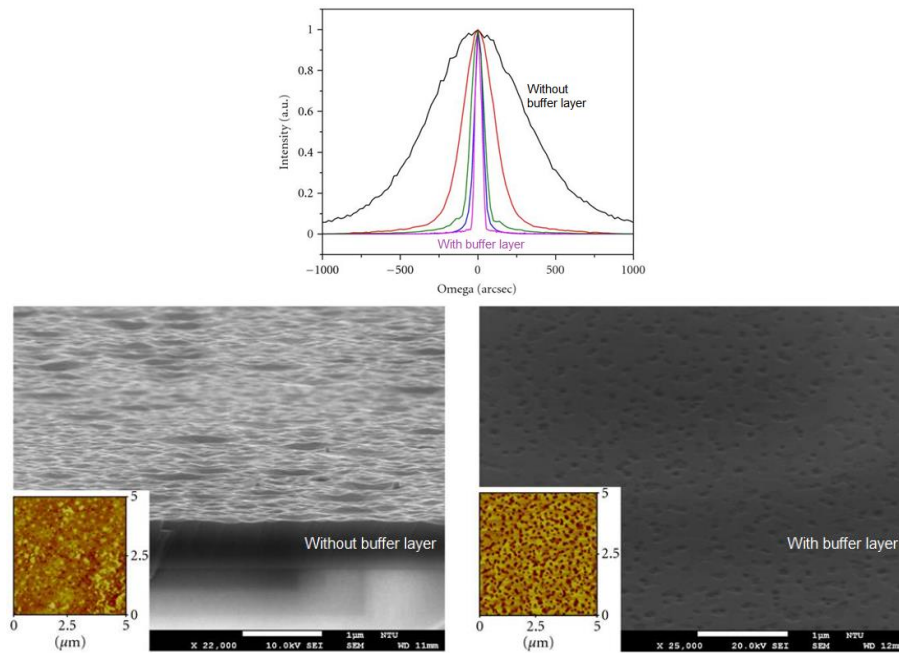 1
0.8
0.6
0.4
0.2
0
Intensity (a.u.)
Without
buffer layer
With buffer layer
−1000 −500 0 500 1000
Omega (arcsec)
5
2.5
0
Without buffer layer
0 2.5 5
(μm)
X 22,000 10.0kV SEI 1μm NTU SEM WD 11mm
5
2.5
0
With buffer layer
0 2.5 5
(μm)
X 25,000 20.0kV SEI 1μm NTU SEM WD 12m